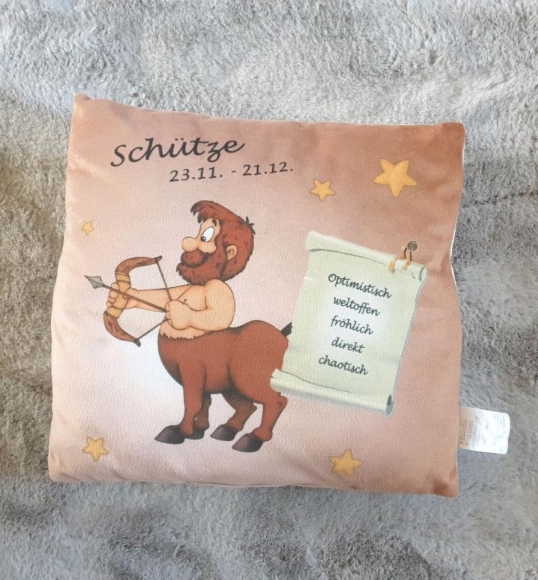 Schütze
23.11. - 21.12.
Optimistisch
weltoffen
fröhlich
direkt
chaotisch